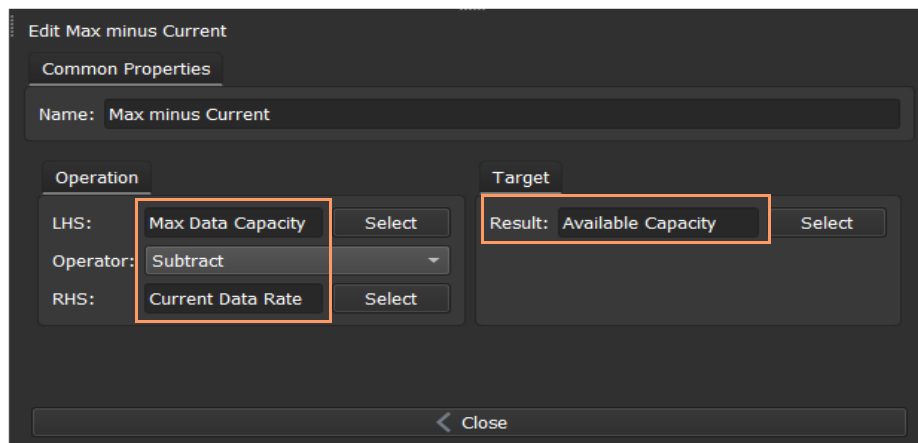 Edit Max minus Current
Common Properties
Name: Max minus Current
Operation
LHS: Max Data Capacity Select
Operator: Subtract
RHS: Current Data Rate Select
Target
Result: Available Capacity Select
Close